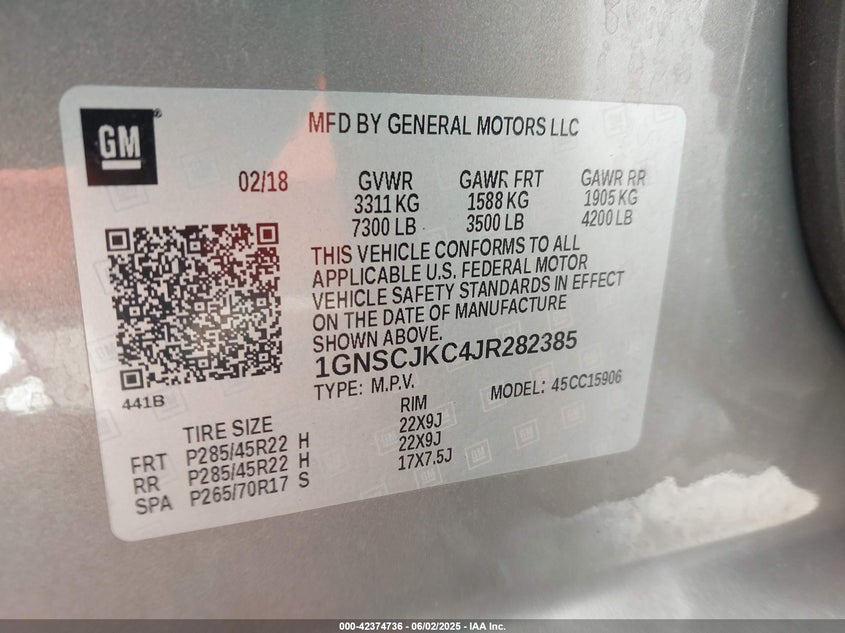 GM
MFD BY GENERAL MOTORS LLC
02/18
GVWR GAWR FRT GAWR RR
3311 KG 1588 KG 1905 KG
7300 LB 3500 LB 4200 LB
THIS VEHICLE CONFORMS TO ALL
APPLICABLE U.S. FEDERAL MOTOR
VEHICLE SAFETY STANDARDS IN EFFECT
ON THE DATE OF MANUFACTURE
SHOWN ABOVE.
1GNSCJKC4JR282385
TYPE: M.P.V. MODEL: 45CC15906
441B
TIRE SIZE RIM
FRT P285/45R22 H 22X9J
RR P285/45R22 H 22X9J
SPA P265/70R17 S 17X7.5J
000-42374736 - 06/02/2025 - IAA Inc.